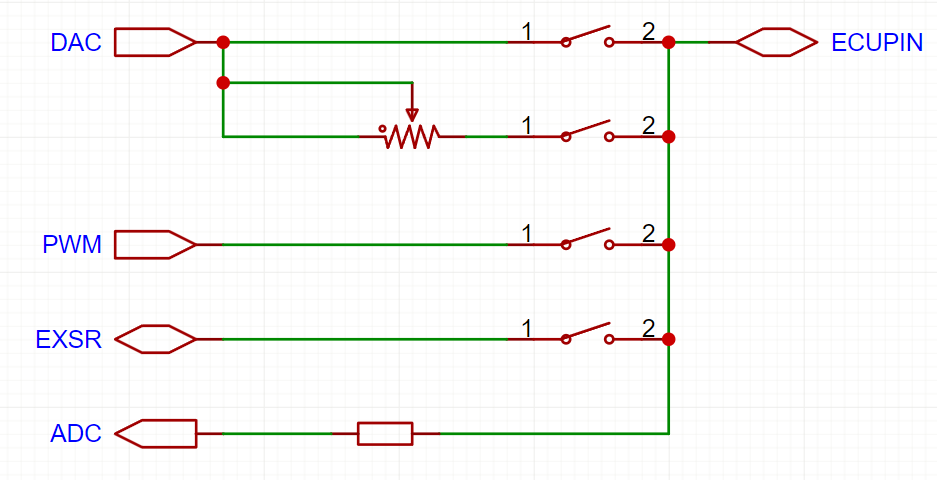 DAC 1 2 ECUPIN
1 2
PWM 1 2
EXSR 1 2
ADC